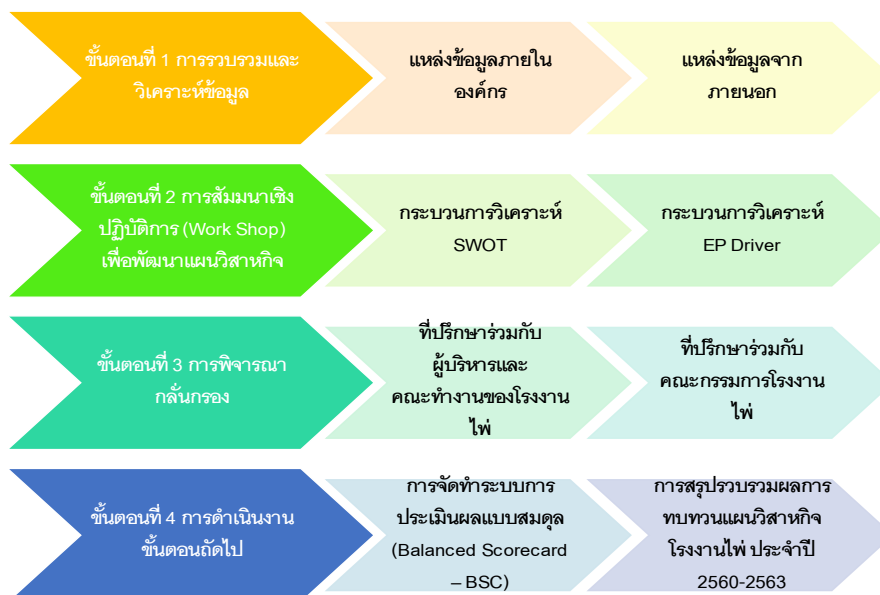 ขั้นตอนที่ 1 การรวบรวมและ
วิเคราะห์ข้อมูล
แหล่งข้อมูลภายใน
องค์กร
แหล่งข้อมูลจาก
ภายนอก
ขั้นตอนที่ 2 การสัมมนาเชิง
ปฏิบัติการ (Work Shop)
เพื่อพัฒนาแผนวิสาหกิจ
กระบวนการวิเคราะห์
SWOT
กระบวนการวิเคราะห์
EP Driver
ขั้นตอนที่ 3 การพิจารณา
กลั่นกรอง
ที่ปรึกษาร่วมกับ
ผู้บริหารและ
คณะทำงานของโรงงาน
ไพ่
ที่ปรึกษาร่วมกับ
คณะกรรมการโรงงาน
ไพ่
ขั้นตอนที่ 4 การดำเนินงาน
ขั้นตอนถัดไป
การจัดทำระบบการ
ประเมินผลแบบสมดุล
(Balanced Scorecard
– BSC)
การสรุปรวบรวมผลการ
ทบทวนแผนวิสาหกิจ
โรงงานไพ่ ประจำปี
2560-2563